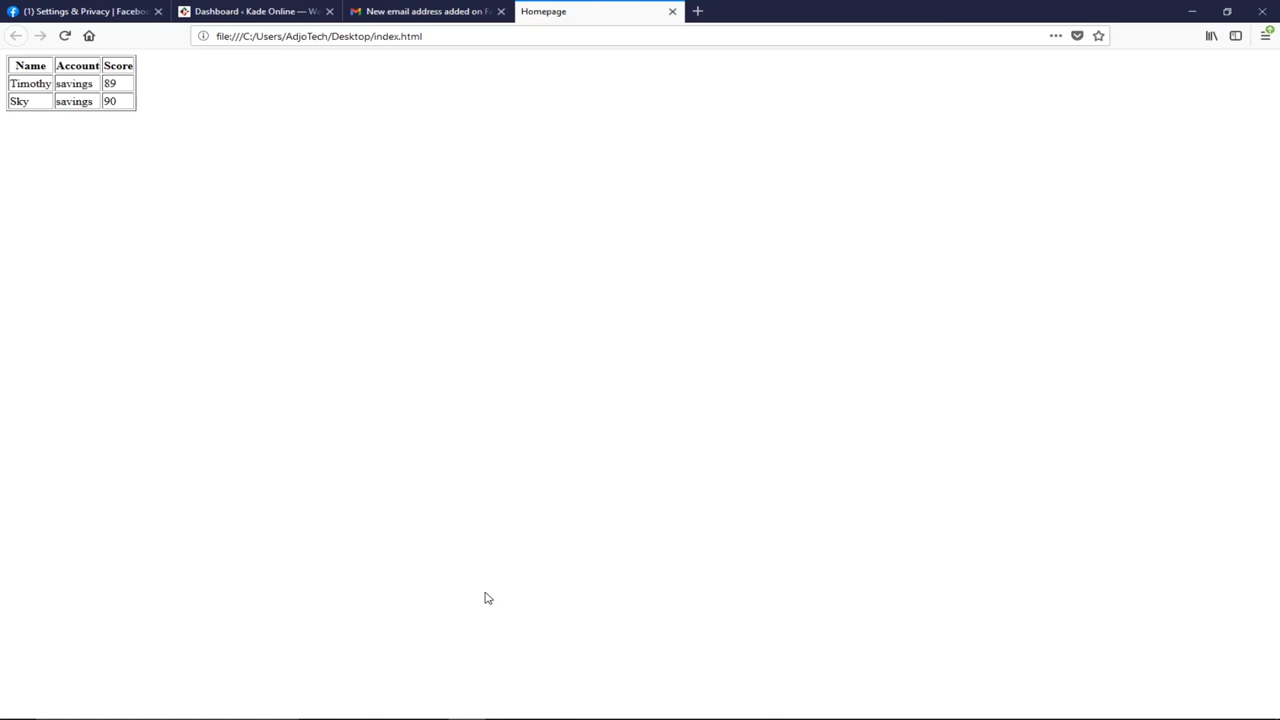 (1) Settings & Privacy | Facebo
Dashboard ‹ Kade Online — W
New email address added on F
Homepage
file:///C:/Users/AdjoTech/Desktop/index.html
Name Account Score
Timothy savings 89
Sky savings 90